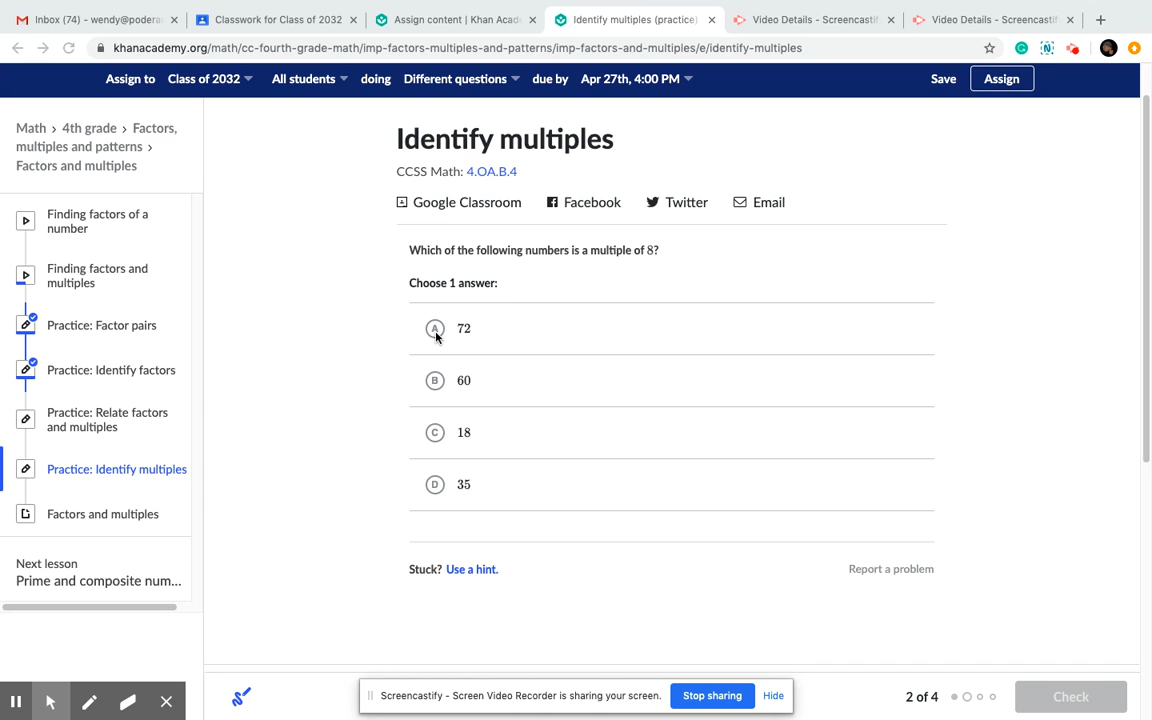 Inbox (74) - wendy@podera
Classwork for Class of 2032
Assign content | Khan Acade
Identify multiples (practice)
Video Details - Screencastif
Video Details - Screencastif
khanacademy.org/math/cc-fourth-grade-math/imp-factors-multiples-and-patterns/imp-factors-and-multiples/e/identify-multiples
Assign to Class of 2032 All students doing Different questions due by Apr 27th, 4:00 PM Save Assign
Math › 4th grade › Factors,
multiples and patterns ›
Factors and multiples
Finding factors of a
number
Finding factors and
multiples
Practice: Factor pairs
Practice: Identify factors
Practice: Relate factors
and multiples
Practice: Identify multiples
Factors and multiples
Next lesson
Prime and composite num...
Identify multiples
CCSS Math: 4.OA.B.4
Google Classroom Facebook Twitter Email
Which of the following numbers is a multiple of 8?
Choose 1 answer:
A 72
B 60
C 18
D 35
Stuck? Use a hint.
Report a problem
Screencastify - Screen Video Recorder is sharing your screen. Stop sharing Hide
2 of 4
Check